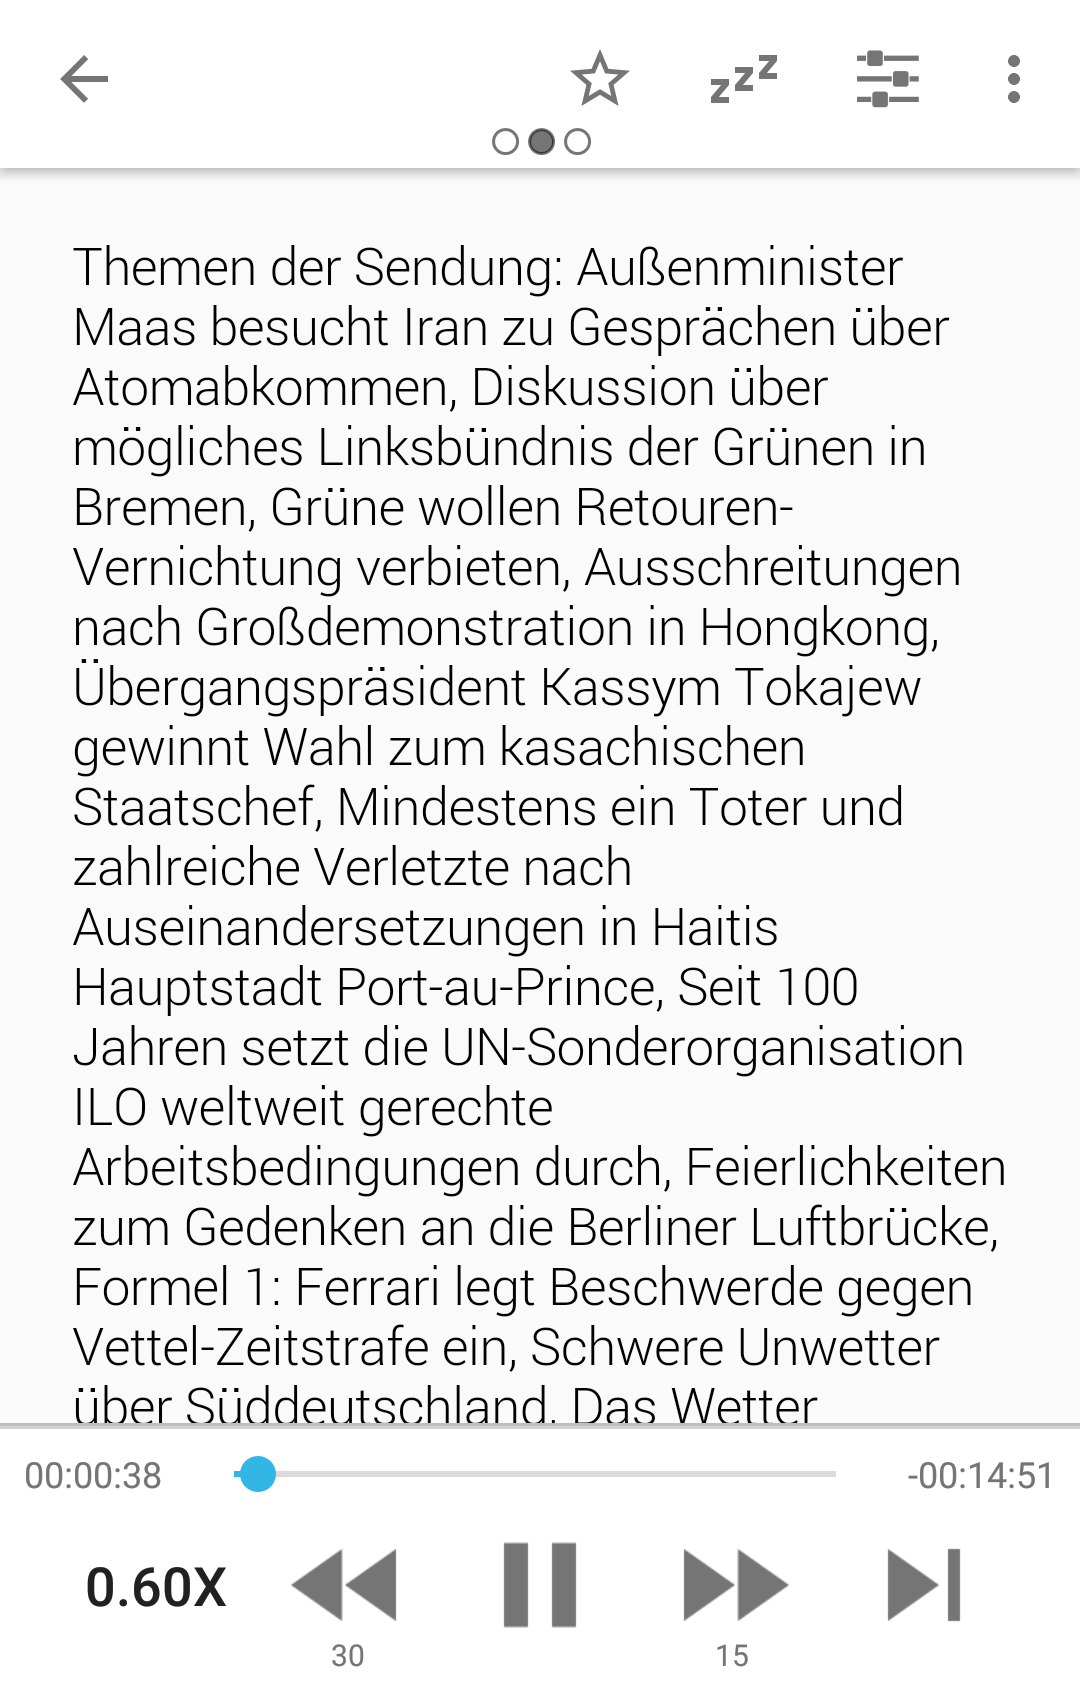 zzz
Themen der Sendung: Außenminister
Maas besucht Iran zu Gesprächen über
Atomabkommen, Diskussion über
mögliches Linksbündnis der Grünen in
Bremen, Grüne wollen Retouren-
Vernichtung verbieten, Ausschreitungen
nach Großdemonstration in Hongkong,
Übergangspräsident Kassym Tokajew
gewinnt Wahl zum kasachischen
Staatschef, Mindestens ein Toter und
zahlreiche Verletzte nach
Auseinandersetzungen in Haitis
Hauptstadt Port-au-Prince, Seit 100
Jahren setzt die UN-Sonderorganisation
ILO weltweit gerechte
Arbeitsbedingungen durch, Feierlichkeiten
zum Gedenken an die Berliner Luftbrücke,
Formel 1: Ferrari legt Beschwerde gegen
Vettel-Zeitstrafe ein, Schwere Unwetter
über Süddeutschland, Das Wetter
00:00:38 -00:14:51
0.60X
30 15